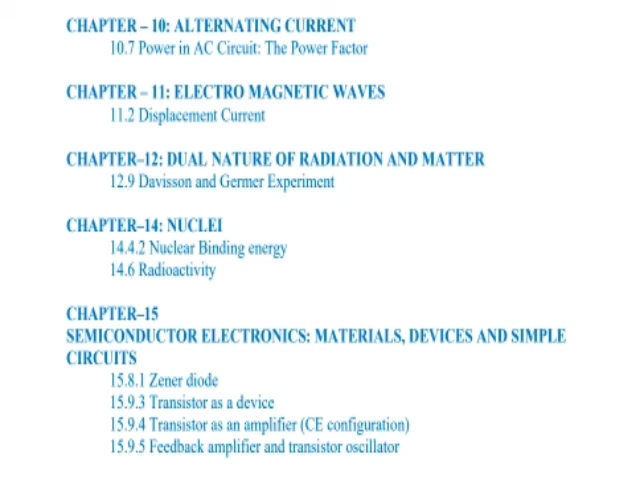 CHAPTER – 10: ALTERNATING CURRENT
10.7 Power in AC Circuit: The Power Factor
CHAPTER – 11: ELECTRO MAGNETIC WAVES
11.2 Displacement Current
CHAPTER–12: DUAL NATURE OF RADIATION AND MATTER
12.9 Davisson and Germer Experiment
CHAPTER–14: NUCLEI
14.4.2 Nuclear Binding energy
14.6 Radioactivity
CHAPTER–15
SEMICONDUCTOR ELECTRONICS: MATERIALS, DEVICES AND SIMPLE
CIRCUITS
15.8.1 Zener diode
15.9.3 Transistor as a device
15.9.4 Transistor as an amplifier (CE configuration)
15.9.5 Feedback amplifier and transistor oscillator